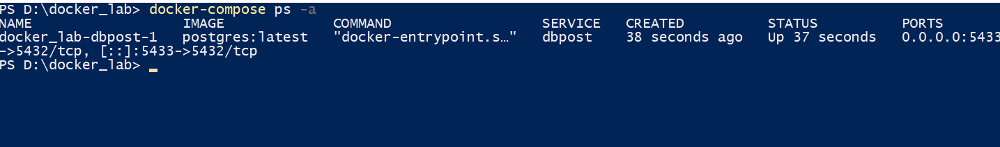 PS D:\docker_lab> docker-compose ps -a
NAME IMAGE COMMAND SERVICE CREATED STATUS PORTS
docker_lab-dbpost-1 postgres:latest "docker-entrypoint.s…" dbpost 38 seconds ago Up 37 seconds 0.0.0.0:5433
->5432/tcp, [::]:5433->5432/tcp
PS D:\docker_lab>